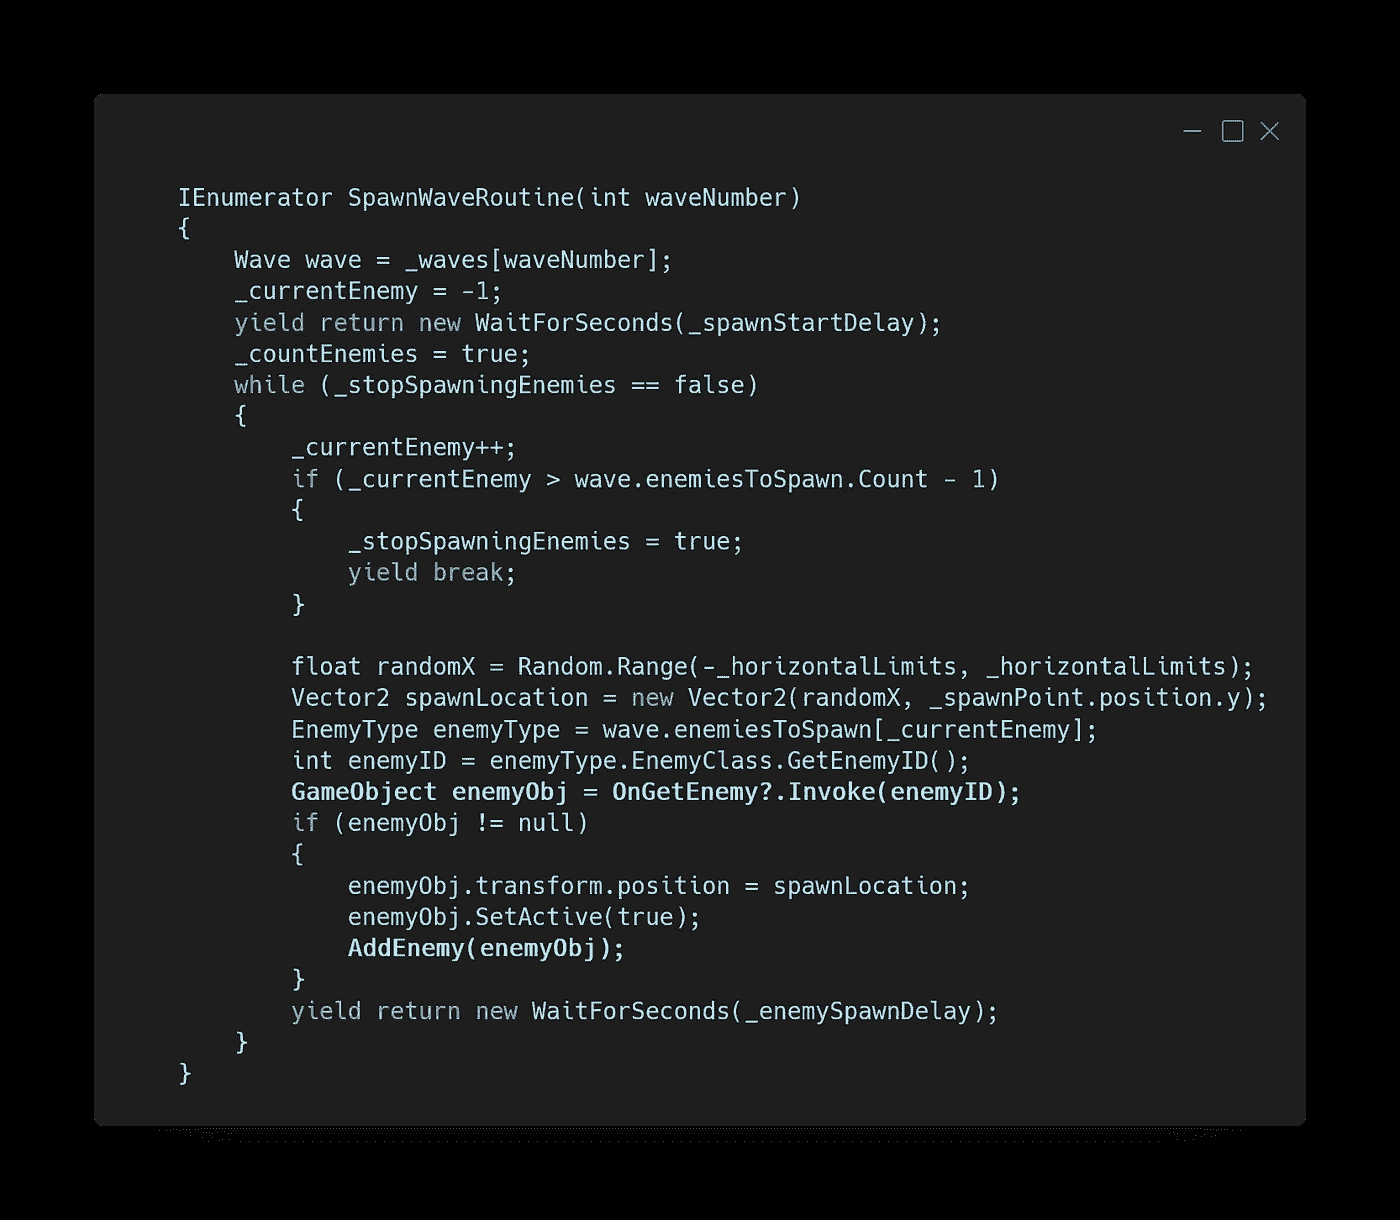 IEnumerator SpawnWaveRoutine(int waveNumber)
{
    Wave wave = _waves[waveNumber];
    _currentEnemy = -1;
    yield return new WaitForSeconds(_spawnStartDelay);
    _countEnemies = true;
    while (_stopSpawningEnemies == false)
    {
        _currentEnemy++;
        if (_currentEnemy > wave.enemiesToSpawn.Count - 1)
        {
            _stopSpawningEnemies = true;
            yield break;
        }

        float randomX = Random.Range(-_horizontalLimits, _horizontalLimits);
        Vector2 spawnLocation = new Vector2(randomX, _spawnPoint.position.y);
        EnemyType enemyType = wave.enemiesToSpawn[_currentEnemy];
        int enemyID = enemyType.EnemyClass.GetEnemyID();
        GameObject enemyObj = OnGetEnemy?.Invoke(enemyID);
        if (enemyObj != null)
        {
            enemyObj.transform.position = spawnLocation;
            enemyObj.SetActive(true);
            AddEnemy(enemyObj);
        }
        yield return new WaitForSeconds(_enemySpawnDelay);
    }
}